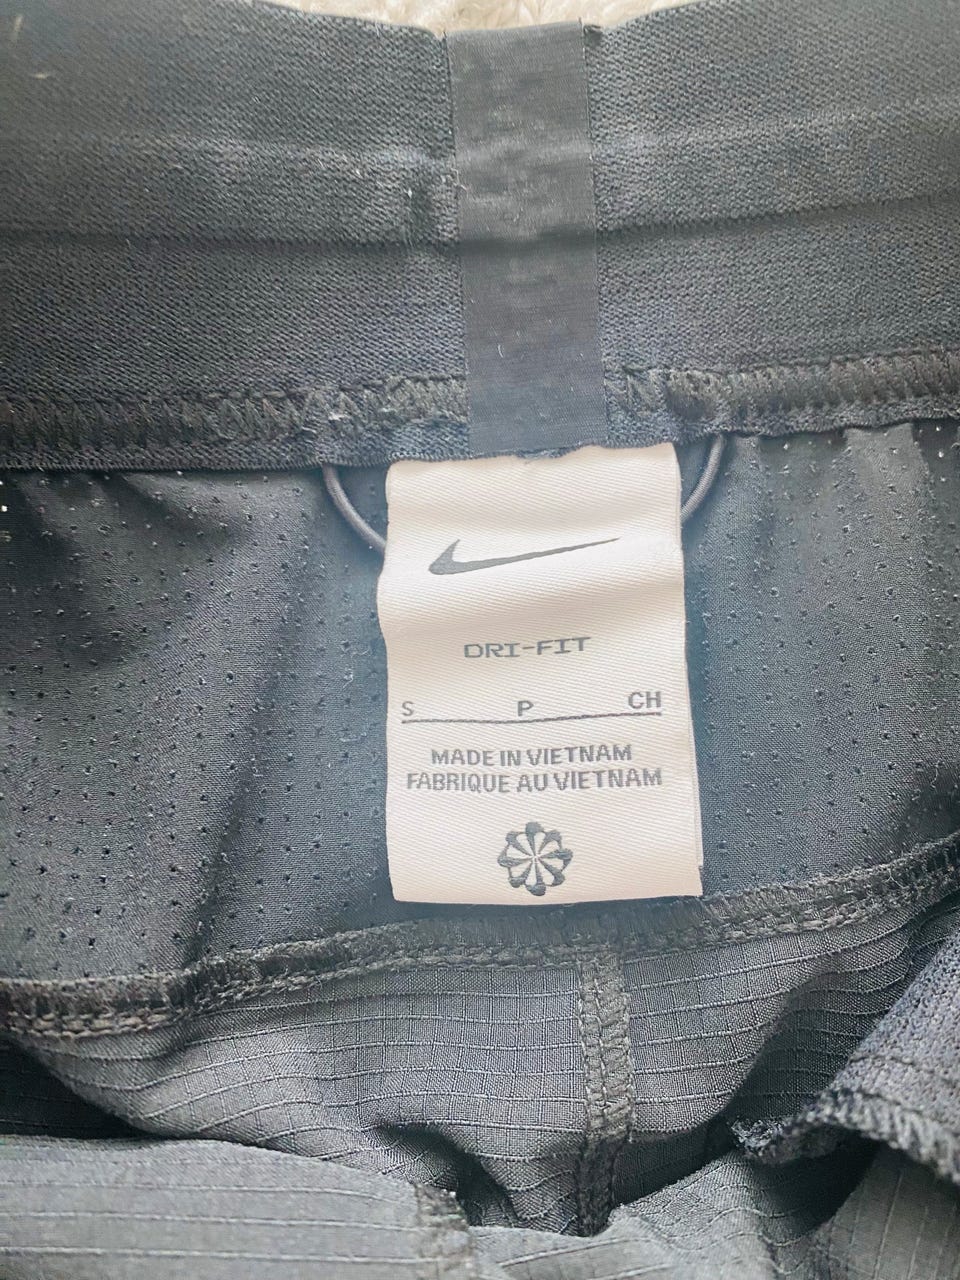 DRI-FIT
S P CH
MADE IN VIETNAM
FABRIQUE AU VIETNAM